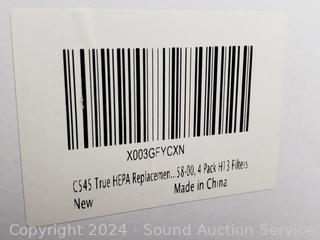 X003GFYCXN
C545 True HEPA Replacemen...58-00, 4 Pack H13 Filters
New
Made in China
Copyright 2024 - Sound Auction Service